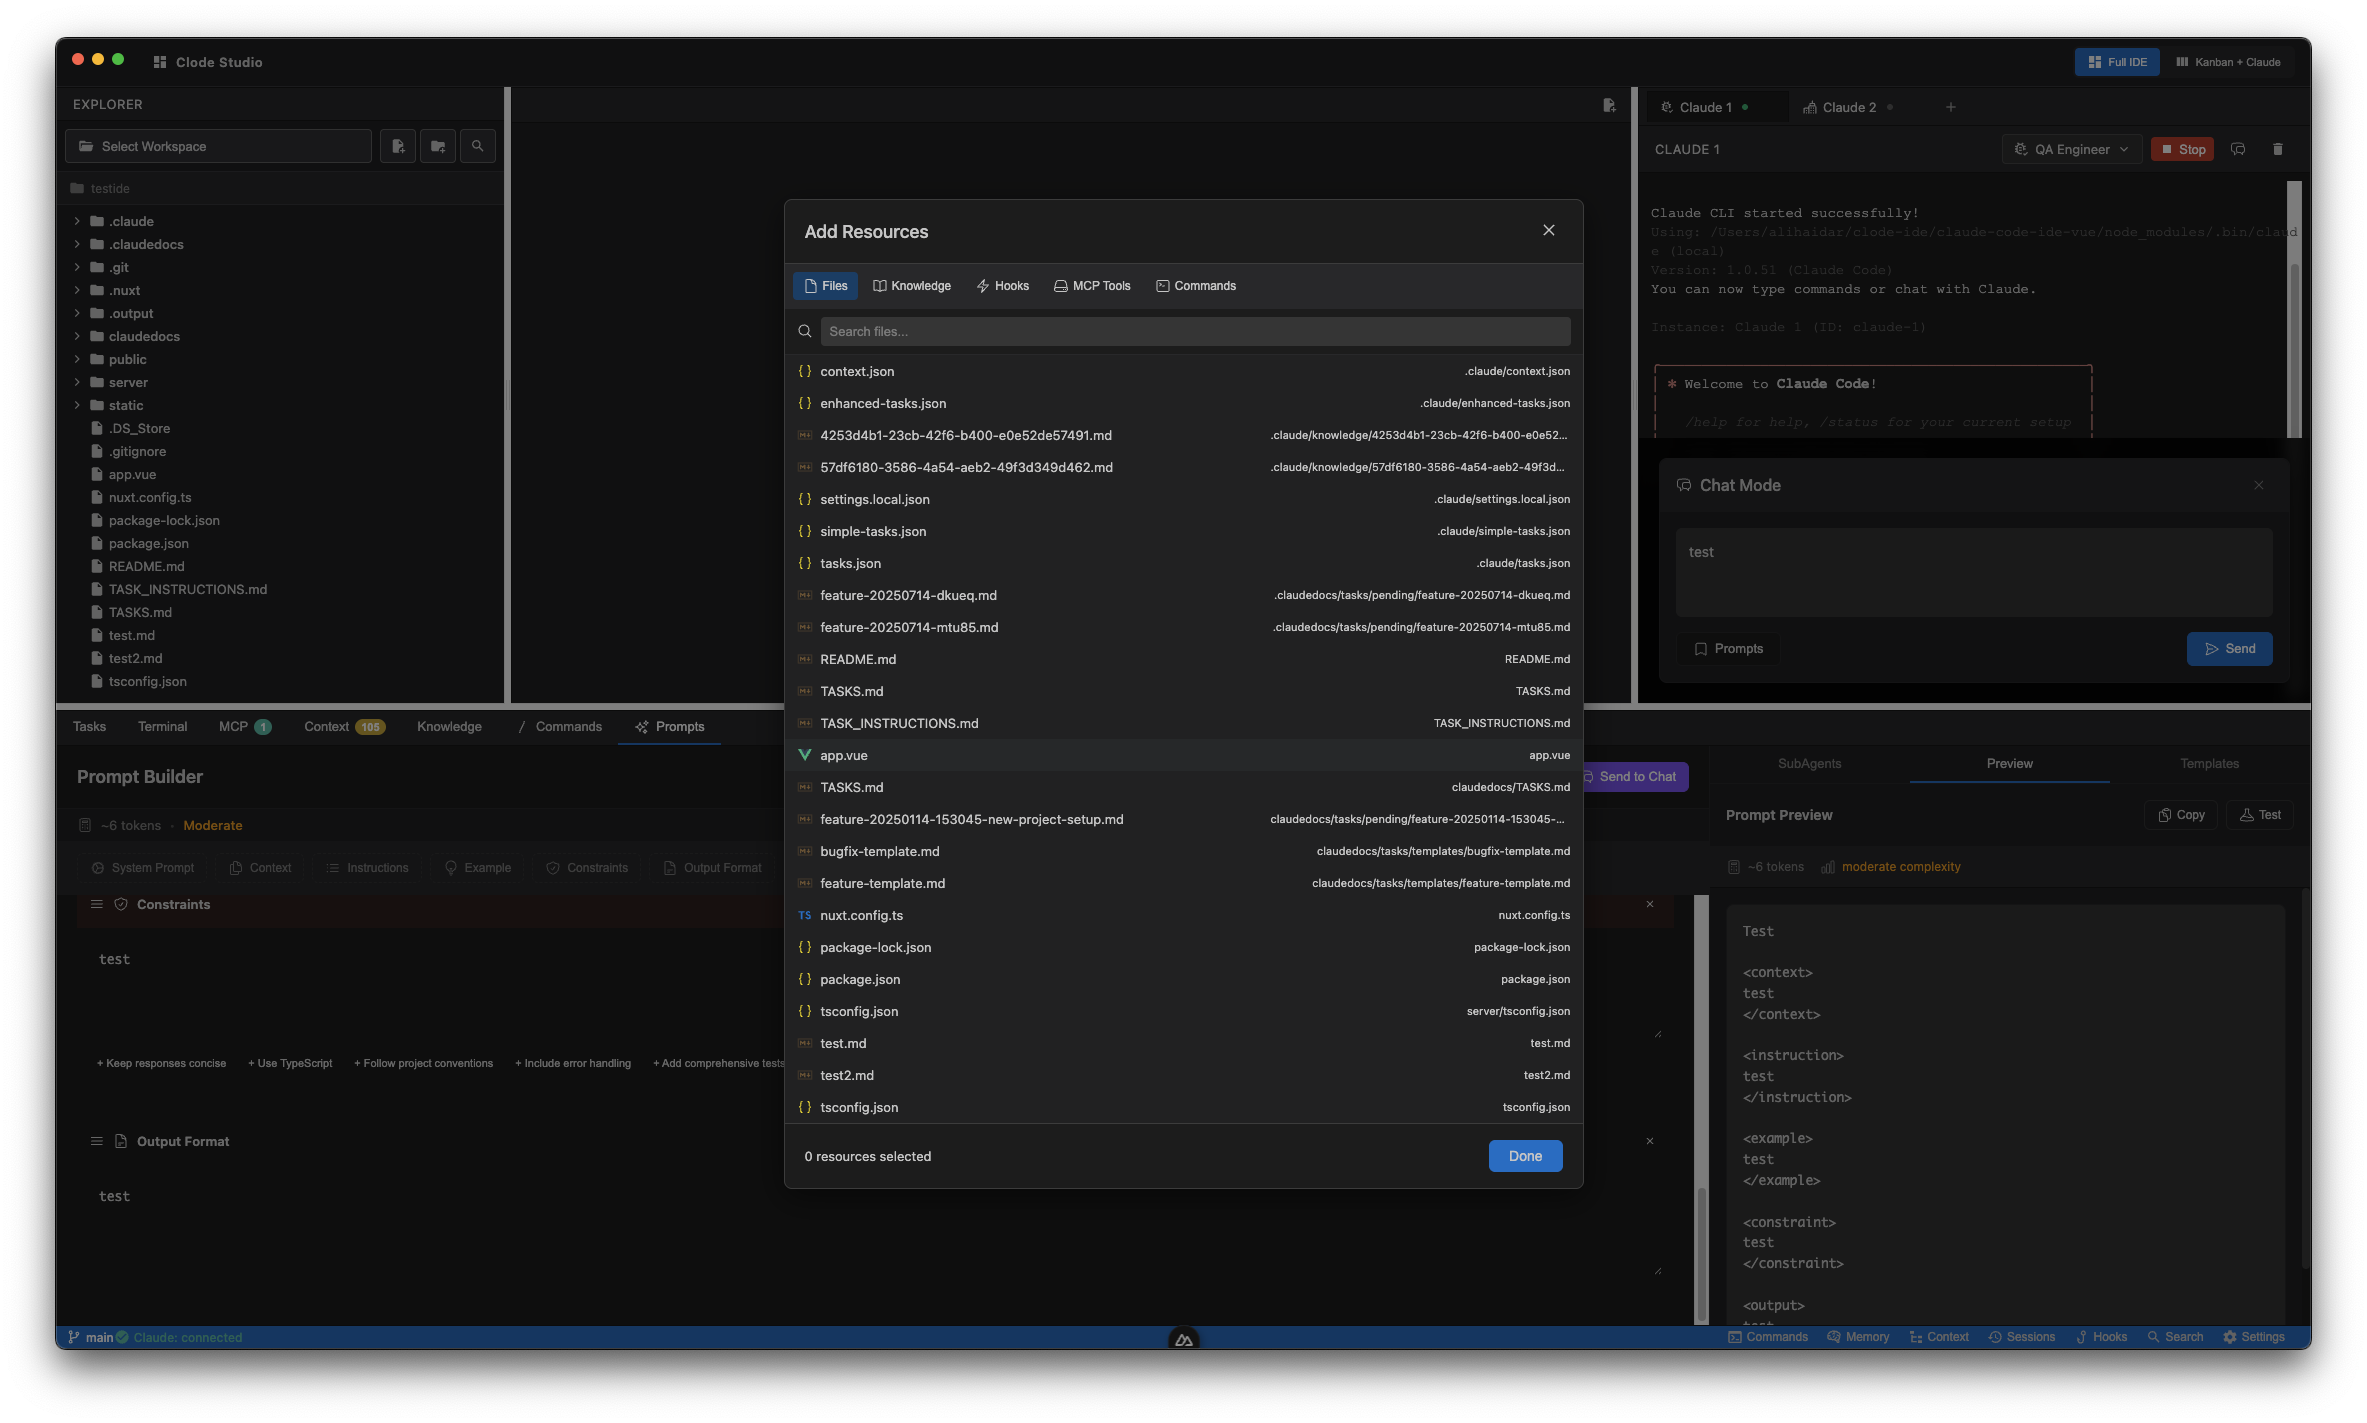 Clode Studio
Full IDE
Kanban + Claude
EXPLORER
Select Workspace
testide
.claude
.claudedocs
.git
.nuxt
.output
claudedocs
public
server
static
.DS_Store
.gitignore
app.vue
nuxt.config.ts
package-lock.json
package.json
README.md
TASK_INSTRUCTIONS.md
TASKS.md
test.md
test2.md
tsconfig.json
Claude 1
Claude 2
CLAUDE 1
QA Engineer
Stop
Claude CLI started successfully!
Using: /Users/alihaidar/clode-ide/claude-code-ide-vue/node_modules/.bin/claud
e (local)
Version: 1.0.51 (Claude Code)
You can now type commands or chat with Claude.
Instance: Claude 1 (ID: claude-1)
* Welcome to Claude Code!
/help for help, /status for your current setup
Chat Mode
test
Prompts
Send
Add Resources
Files
Knowledge
Hooks
MCP Tools
Commands
Search files...
context.json .claude/context.json
enhanced-tasks.json .claude/enhanced-tasks.json
4253d4b1-23cb-42f6-b400-e0e52de57491.md .claude/knowledge/4253d4b1-23cb-42f6-b400-e0e52...
57df6180-3586-4a54-aeb2-49f3d349d462.md .claude/knowledge/57df6180-3586-4a54-aeb2-49f3d...
settings.local.json .claude/settings.local.json
simple-tasks.json .claude/simple-tasks.json
tasks.json .claude/tasks.json
feature-20250714-dkueq.md .claudedocs/tasks/pending/feature-20250714-dkueq.md
feature-20250714-mtu85.md .claudedocs/tasks/pending/feature-20250714-mtu85.md
README.md README.md
TASKS.md TASKS.md
TASK_INSTRUCTIONS.md TASK_INSTRUCTIONS.md
app.vue app.vue
TASKS.md claudedocs/TASKS.md
feature-20250114-153045-new-project-setup.md claudedocs/tasks/pending/feature-20250114-153045-...
bugfix-template.md claudedocs/tasks/templates/bugfix-template.md
feature-template.md claudedocs/tasks/templates/feature-template.md
TS nuxt.config.ts nuxt.config.ts
package-lock.json package-lock.json
package.json package.json
tsconfig.json server/tsconfig.json
test.md test.md
test2.md test2.md
tsconfig.json tsconfig.json
0 resources selected
Done
Tasks
Terminal
MCP 1
Context 105
Knowledge
/ Commands
Prompts
Prompt Builder
Send to Chat
~6 tokens · Moderate
System Prompt
Context
Instructions
Example
Constraints
Output Format
Constraints
test
+ Keep responses concise
+ Use TypeScript
+ Follow project conventions
+ Include error handling
+ Add comprehensive tests
Output Format
test
SubAgents
Preview
Templates
Prompt Preview
Copy
Test
~6 tokens
moderate complexity
Test
<context>
test
</context>
<instruction>
test
</instruction>
<example>
test
</example>
<constraint>
test
</constraint>
<output>
test
main
Claude: connected
Commands
Memory
Context
Sessions
Hooks
Search
Settings